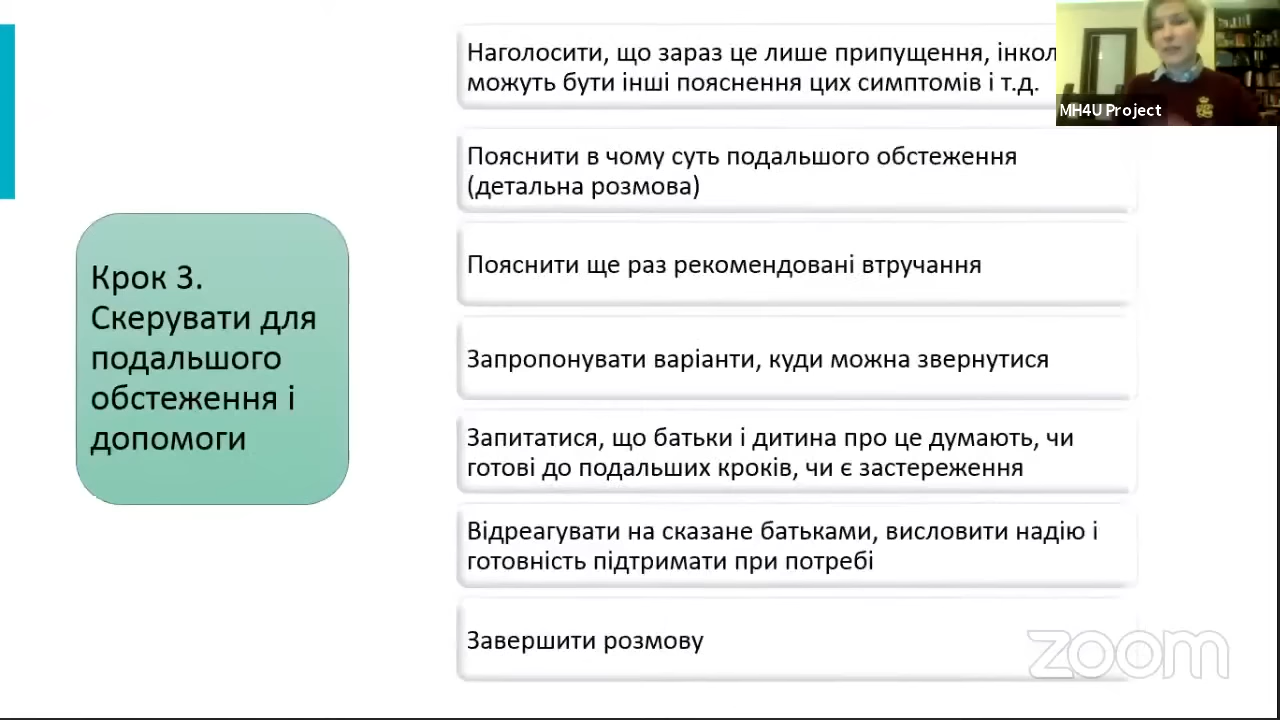 Крок 3.
Скерувати для
подальшого
обстеження і
допомоги
Наголосити, що зараз це лише припущення,
можуть бути інші пояснення цих симптомів і т.д.
Пояснити в чому суть подальшого обстеження
(детальна розмова)
Пояснити ще раз рекомендовані втручання
Запропонувати варіанти, куди можна звернутися
Запитатися, що батьки і дитина про це думають, чи
готові до подальших кроків, чи є застереження
Відреагувати на сказане батьками, висловити надію і
готовність підтримати при потребі
Завершити розмову
MH4U Project
zoom